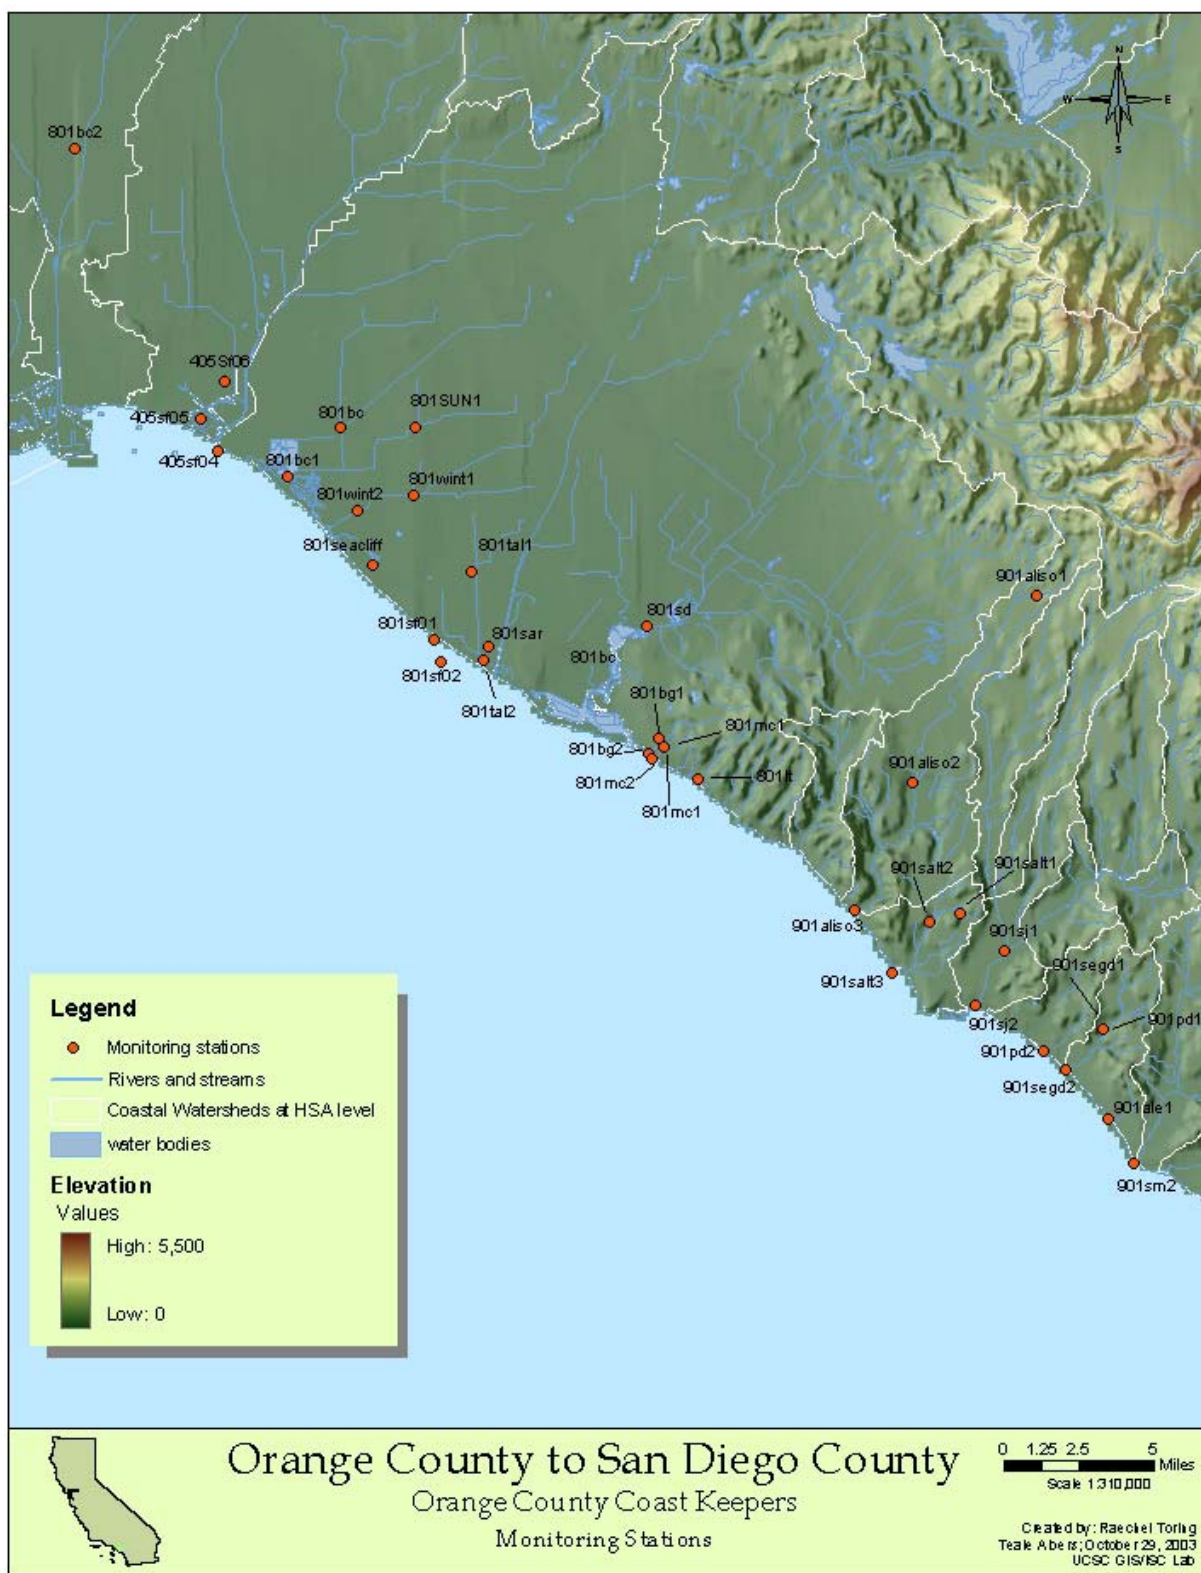 N
W E
S
801bc2
405Sf06
405sf05
801bc
801SUN1
405sf04
801bc1
801wint1
801wint2
801seacliff
801tal1
901aliso1
801sf01
801sd
801sar
801sf02
801bc
801tal2
801bg1
801mc1
801bg2
901aliso2
801mc2
801lt
801mc1
901salt2
901salt1
901aliso3
901sj1
901segd1
901salt3
901sj2
901pd1
901pd2
901segd2
901ale1
901sm2
Legend
Monitoring stations
Rivers and streams
Coastal Watersheds at HSA level
water bodies
Elevation
Values
High: 5,500
Low: 0
Orange County to San Diego County
Orange County Coast Keepers
Monitoring Stations
0 1.25 2.5 5
Miles
Scale 1:310,000
Created by: Raechel Toring
Teale Abers; October 29, 2003
UCSC GIS/ISC Lab